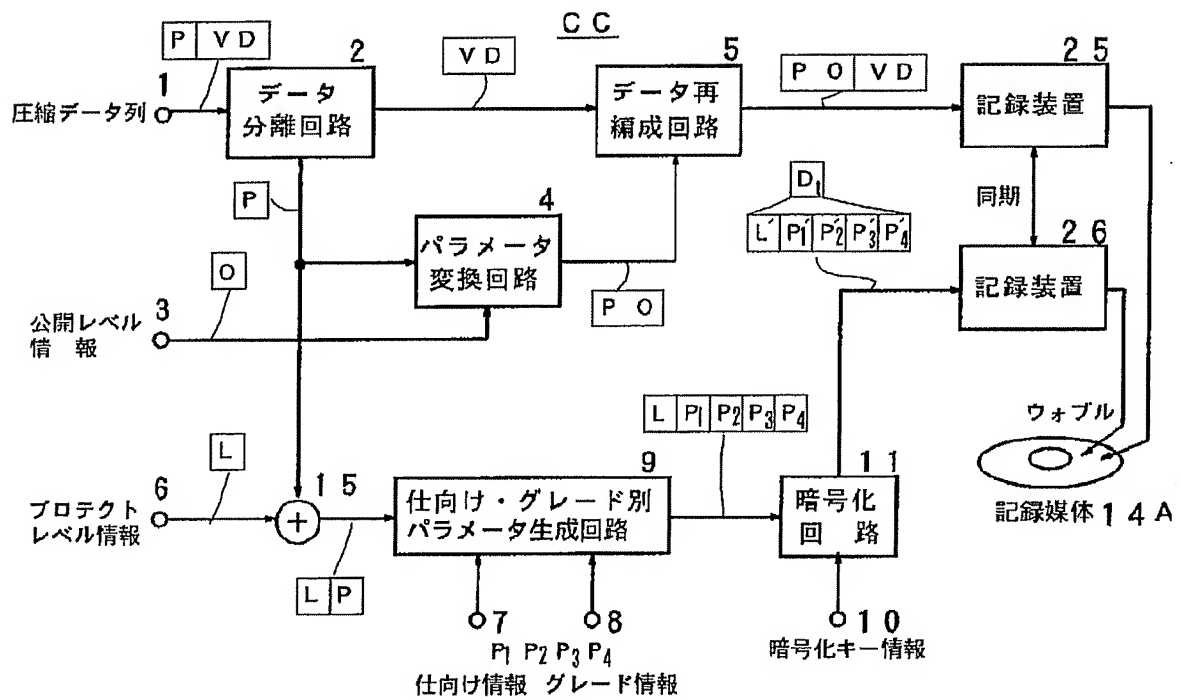 CC
P VD
1
圧縮データ列
2
データ
分離回路
VD
5
データ再
編成回路
PO VD
25
記録装置
P
4
パラメータ
変換回路
D₁
L' P₁' P₂' P₃' P₄'
同期
26
記録装置
O
3
公開レベル
情報
PO
L P₁ P₂ P₃ P₄
ウォブル
L
6
プロテクト
レベル情報
15
+
L P
9
仕向け・グレード別
パラメータ生成回路
11
暗号化
回路
記録媒体14A
7
8
P₁ P₂ P₃ P₄
仕向け情報 グレード情報
10
暗号化キー情報